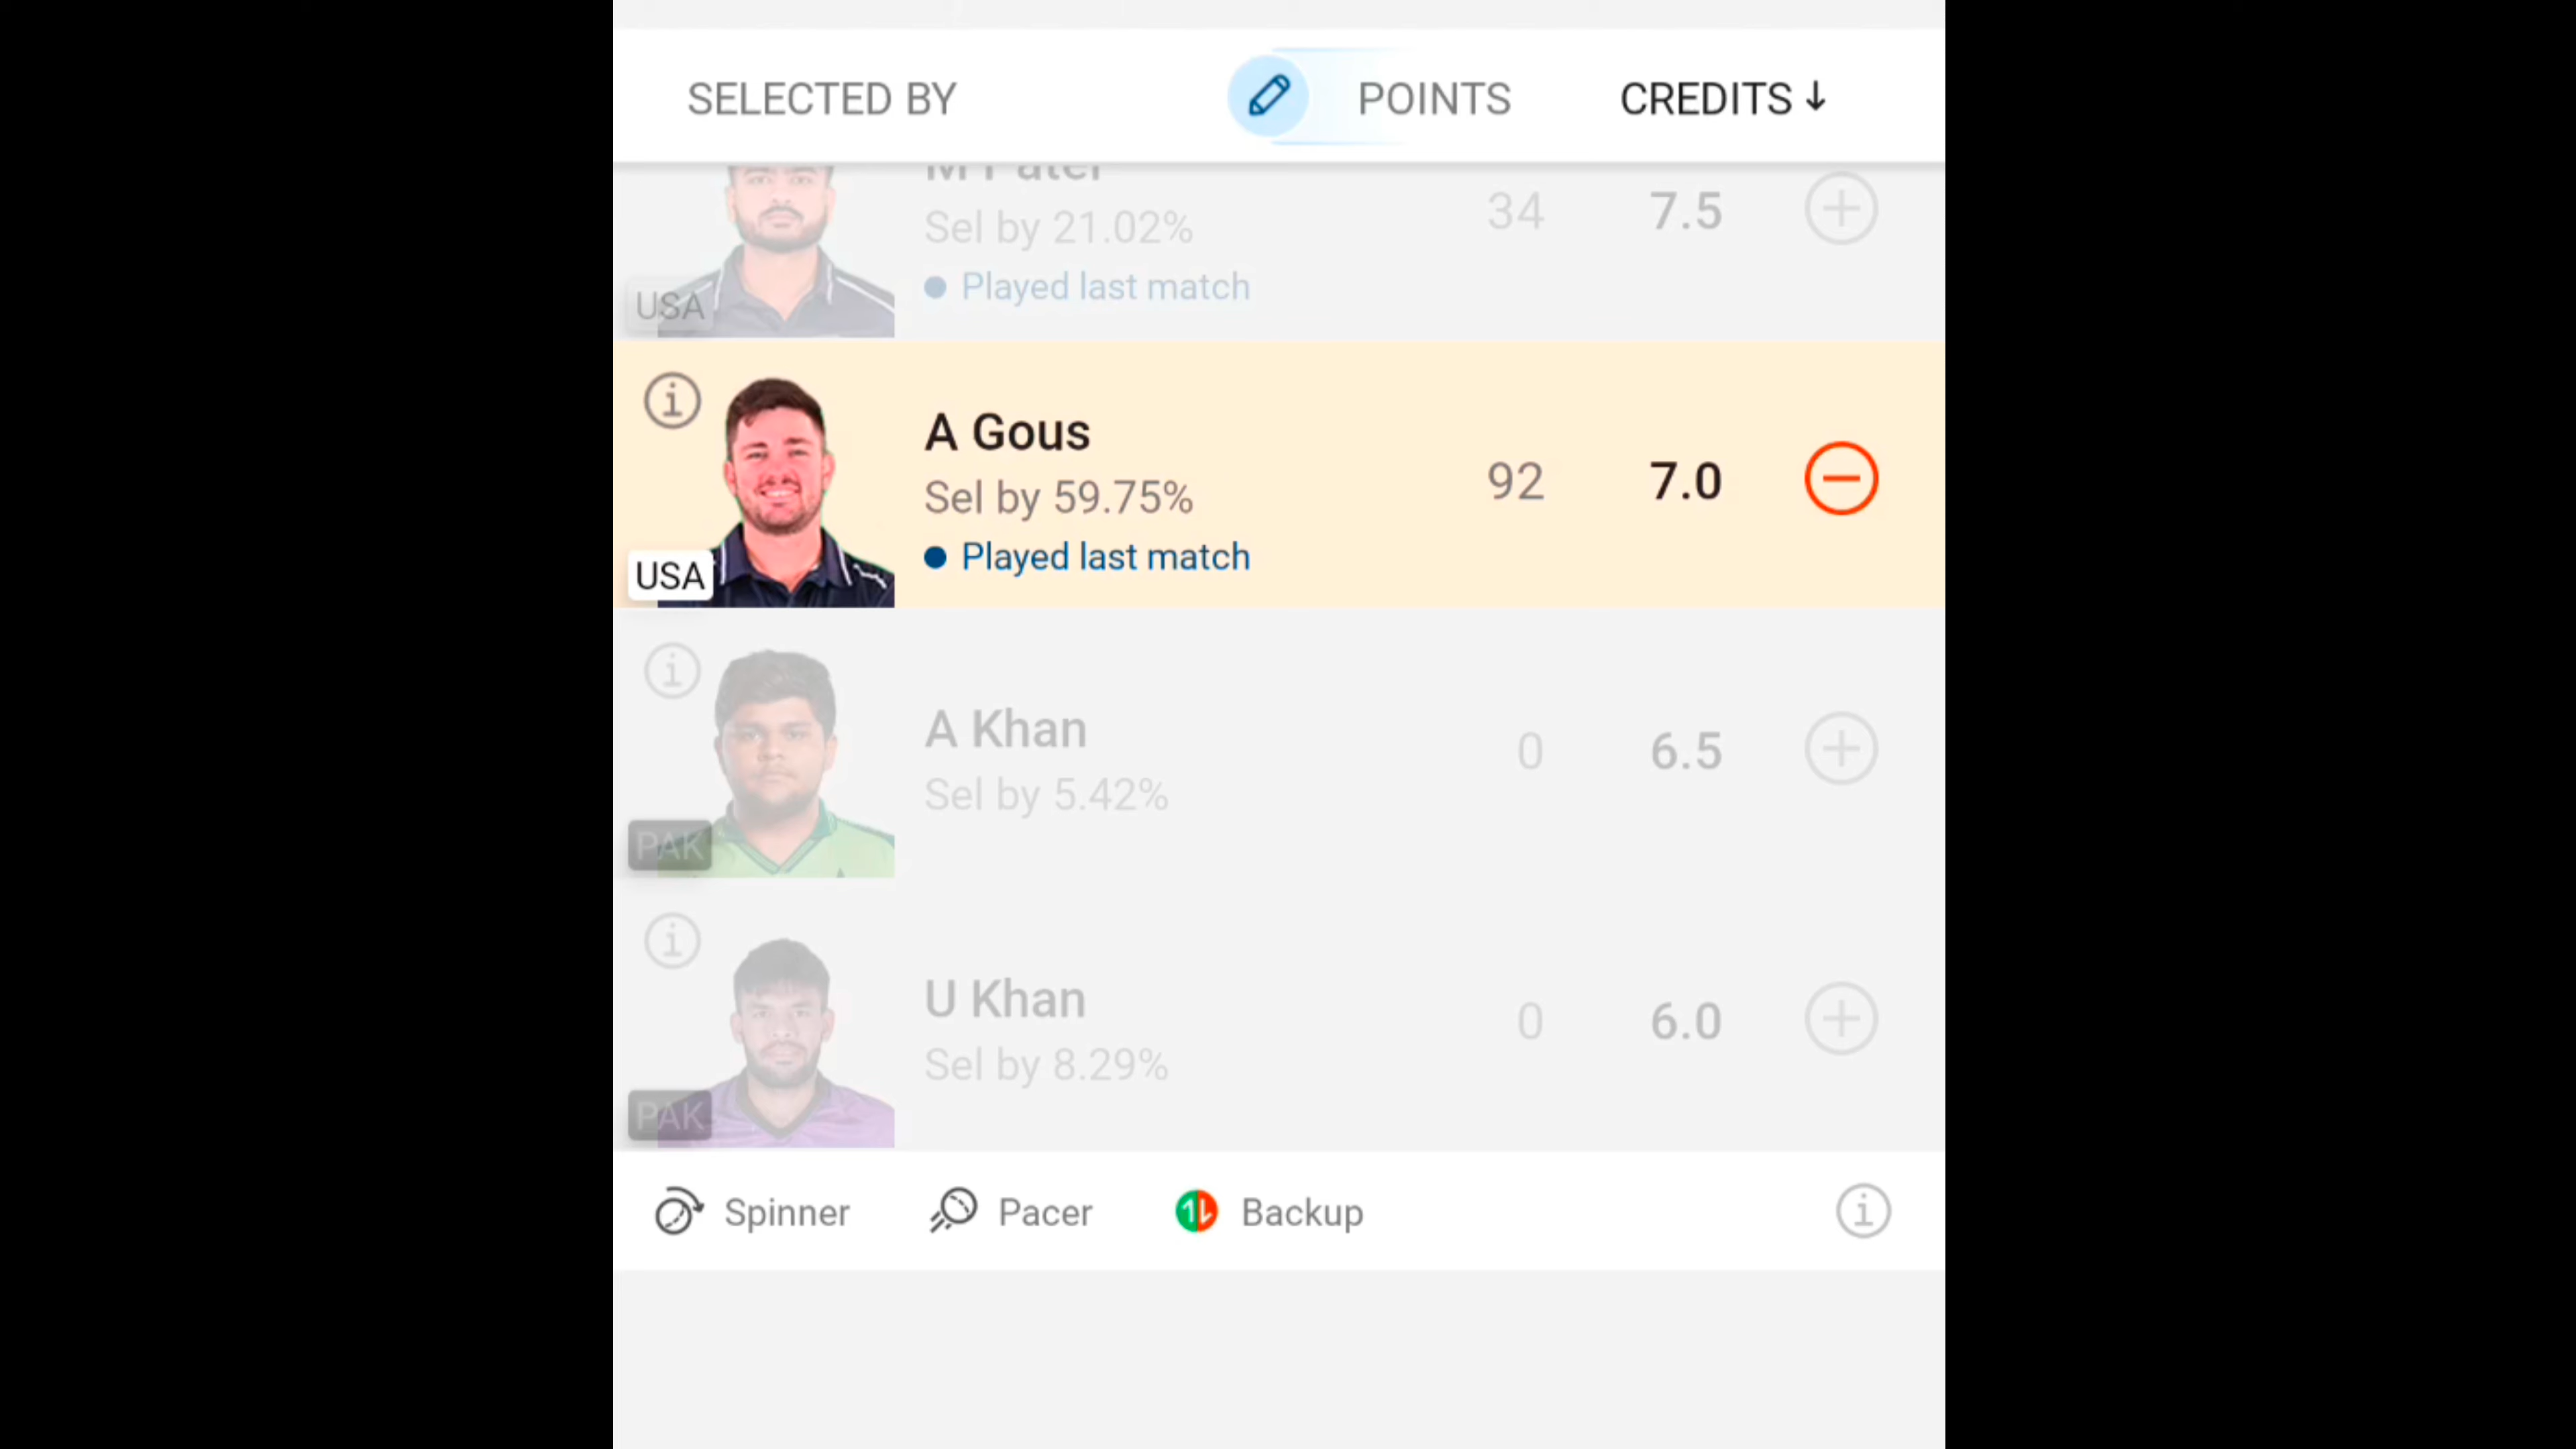 SELECTED BY POINTS CREDITS ↓
M Patel
Sel by 21.02% 34 7.5
Played last match
USA
A Gous
Sel by 59.75% 92 7.0
Played last match
USA
A Khan
Sel by 5.42% 0 6.5
PAK
U Khan
Sel by 8.29% 0 6.0
PAK
Spinner Pacer Backup